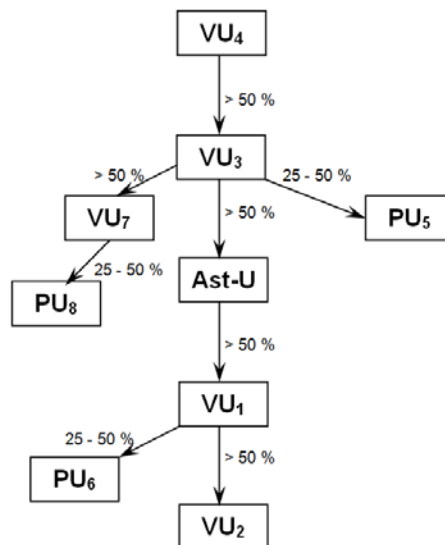 VU₄
> 50 %
VU₃
> 50 %
25 - 50 %
VU₇
> 50 %
PU₅
25 - 50 %
Ast-U
PU₈
> 50 %
VU₁
25 - 50 %
> 50 %
PU₆
VU₂